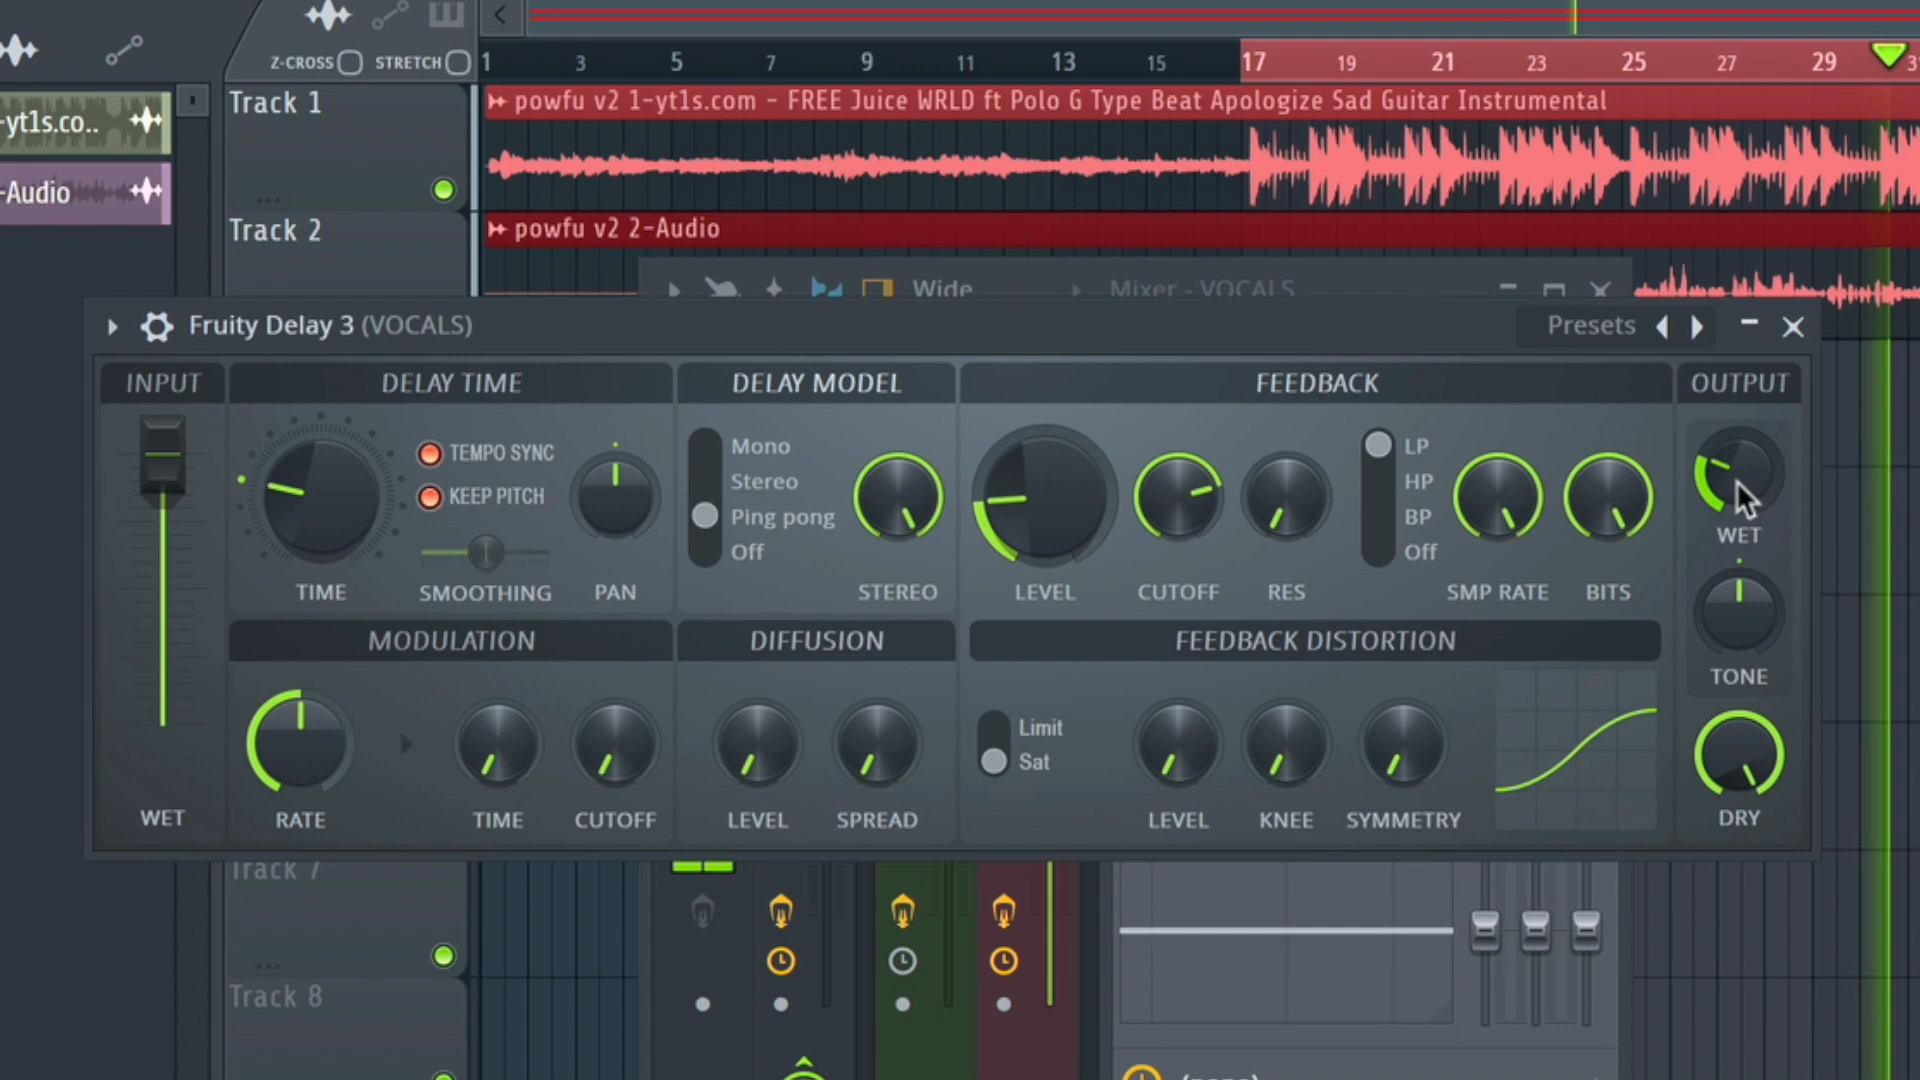 Z-CROSS STRETCH
1 3 5 7 9 11 13 15 17 19 21 23 25 27 29
Track 1
powfu v2 1-yt1s.com - FREE Juice WRLD ft Polo G Type Beat Apologize Sad Guitar Instrumental
-yt1s.co..
-Audio
Track 2
powfu v2 2-Audio
Wide
Mixer - VOCALS
Fruity Delay 3 (VOCALS)
Presets
INPUT
DELAY TIME
DELAY MODEL
FEEDBACK
OUTPUT
TEMPO SYNC
KEEP PITCH
Mono
Stereo
Ping pong
Off
LP
HP
BP
Off
WET
TIME
SMOOTHING
PAN
STEREO
LEVEL
CUTOFF
RES
SMP RATE
BITS
MODULATION
DIFFUSION
FEEDBACK DISTORTION
TONE
Limit
Sat
WET
RATE
TIME
CUTOFF
LEVEL
SPREAD
LEVEL
KNEE
SYMMETRY
DRY
Track 7
Track 8